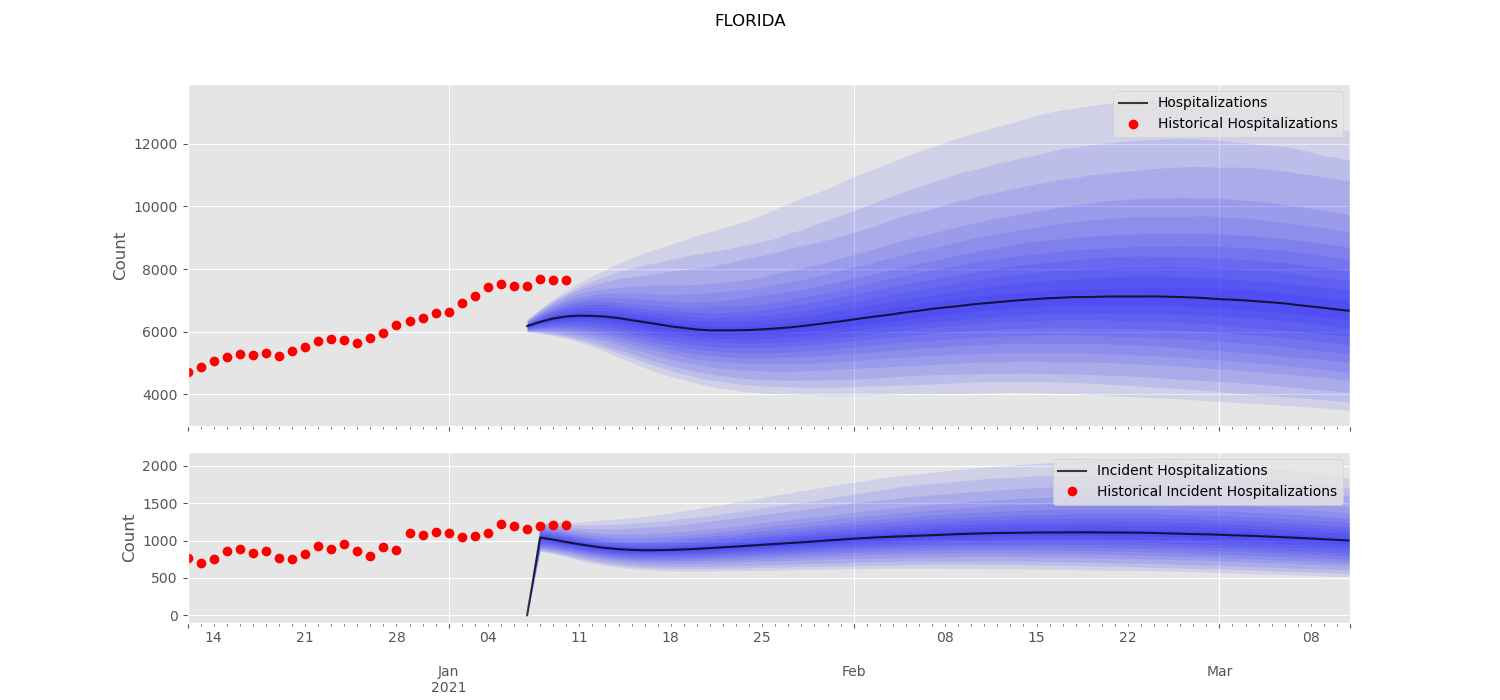 FLORIDA
Hospitalizations
Historical Hospitalizations
12000
10000
8000
6000
4000
Count
Incident Hospitalizations
Historical Incident Hospitalizations
2000
1500
1000
500
0
Count
14 21 28 04 11 18 25 08 15 22 08
Jan Feb Mar
2021